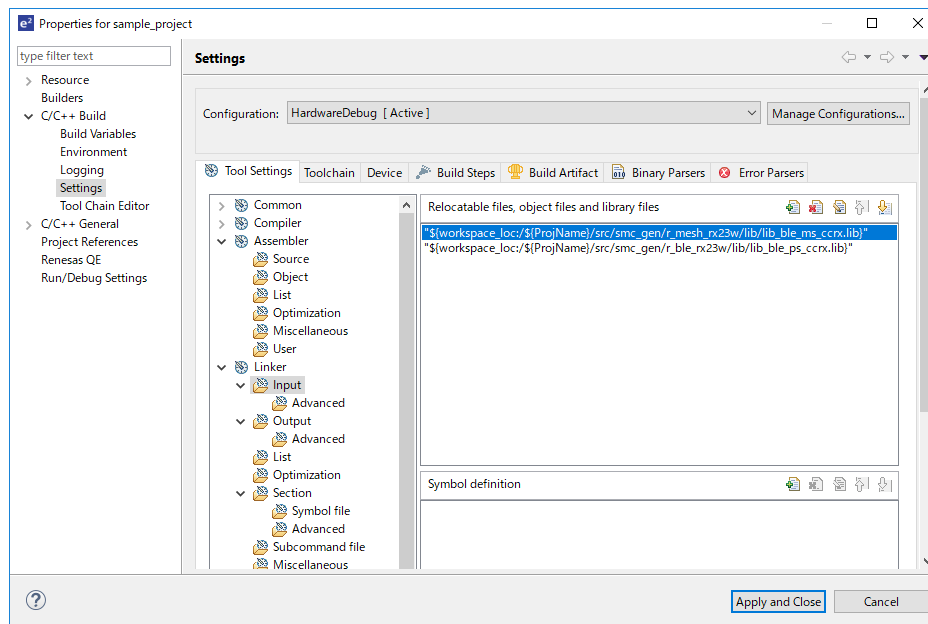 e² Properties for sample_project
type filter text
Resource
Builders
C/C++ Build
Build Variables
Environment
Logging
Settings
Tool Chain Editor
C/C++ General
Project References
Renesas QE
Run/Debug Settings
Settings
Configuration: HardwareDebug [ Active ] Manage Configurations...
Tool Settings Toolchain Device Build Steps Build Artifact Binary Parsers Error Parsers
Common
Compiler
Assembler
Source
Object
List
Optimization
Miscellaneous
User
Linker
Input
Advanced
Output
Advanced
List
Optimization
Section
Symbol file
Advanced
Subcommand file
Miscellaneous
Relocatable files, object files and library files
"${workspace_loc:/${ProjName}/src/smc_gen/r_mesh_rx23w/lib/lib_ble_ms_ccrx.lib}"
"${workspace_loc:/${ProjName}/src/smc_gen/r_ble_rx23w/lib/lib_ble_ps_ccrx.lib}"
Symbol definition
?
Apply and Close Cancel